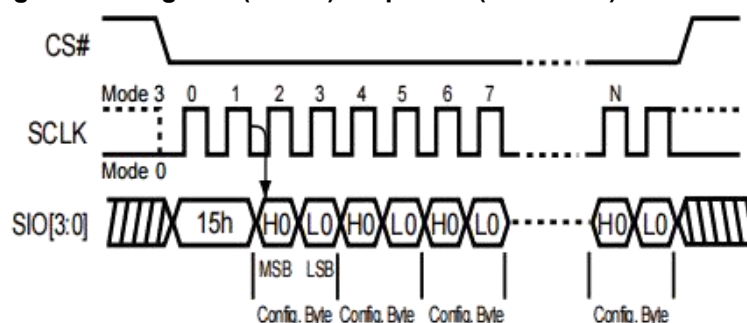 CS#
Mode 3 0 1 2 3 4 5 6 7 N
SCLK
Mode 0
SIO[3:0] 15h H0 L0 H0 L0 H0 L0 H0 L0
MSB LSB
Config. Byte Config. Byte Config. Byte Config. Byte